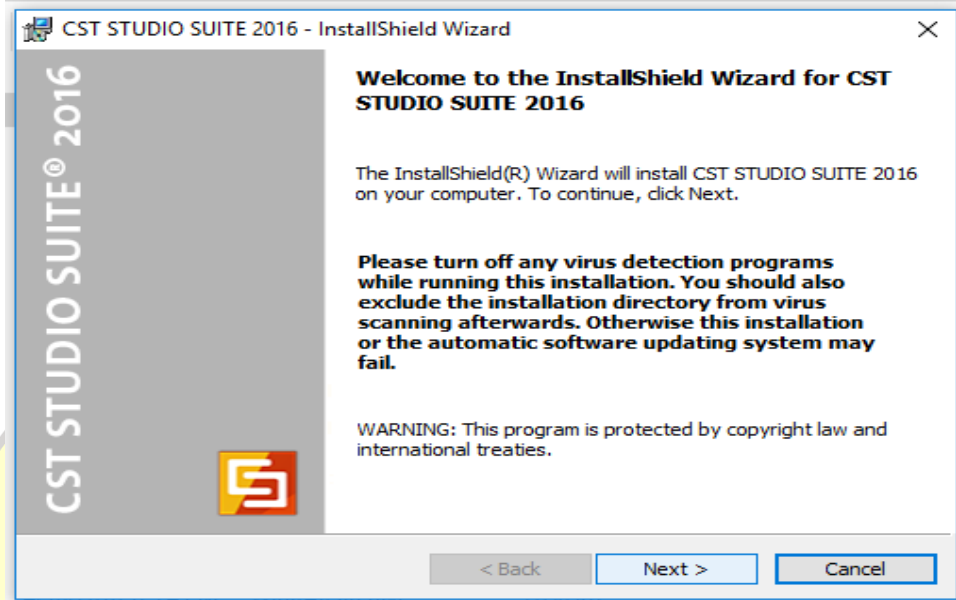 CST STUDIO SUITE 2016 - InstallShield Wizard
CST STUDIO SUITE® 2016
Welcome to the InstallShield Wizard for CST
STUDIO SUITE 2016
The InstallShield(R) Wizard will install CST STUDIO SUITE 2016
on your computer. To continue, click Next.
Please turn off any virus detection programs
while running this installation. You should also
exclude the installation directory from virus
scanning afterwards. Otherwise this installation
or the automatic software updating system may
fail.
WARNING: This program is protected by copyright law and
international treaties.
< Back
Next >
Cancel